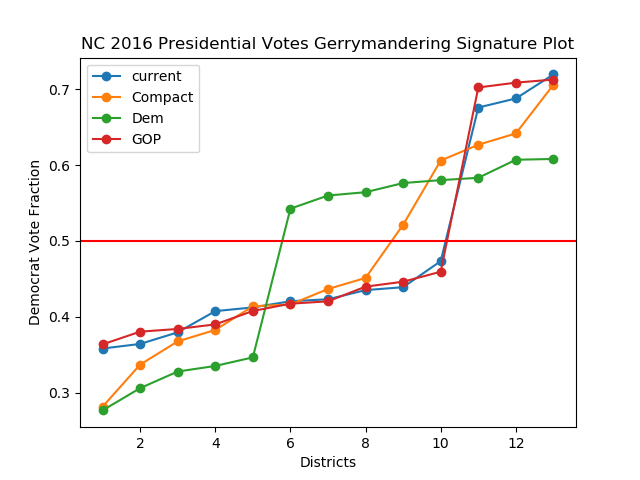 NC 2016 Presidential Votes Gerrymandering Signature Plot
current
Compact
Dem
GOP
0.7
0.6
0.5
0.4
0.3
Democrat Vote Fraction
2 4 6 8 10 12
Districts